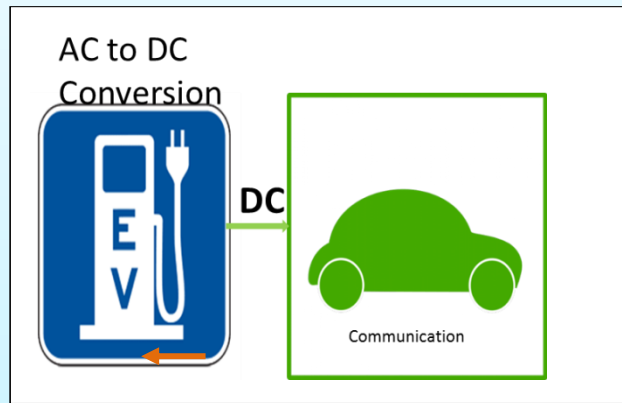 AC to DC
Conversion
DC
E
V
Communication